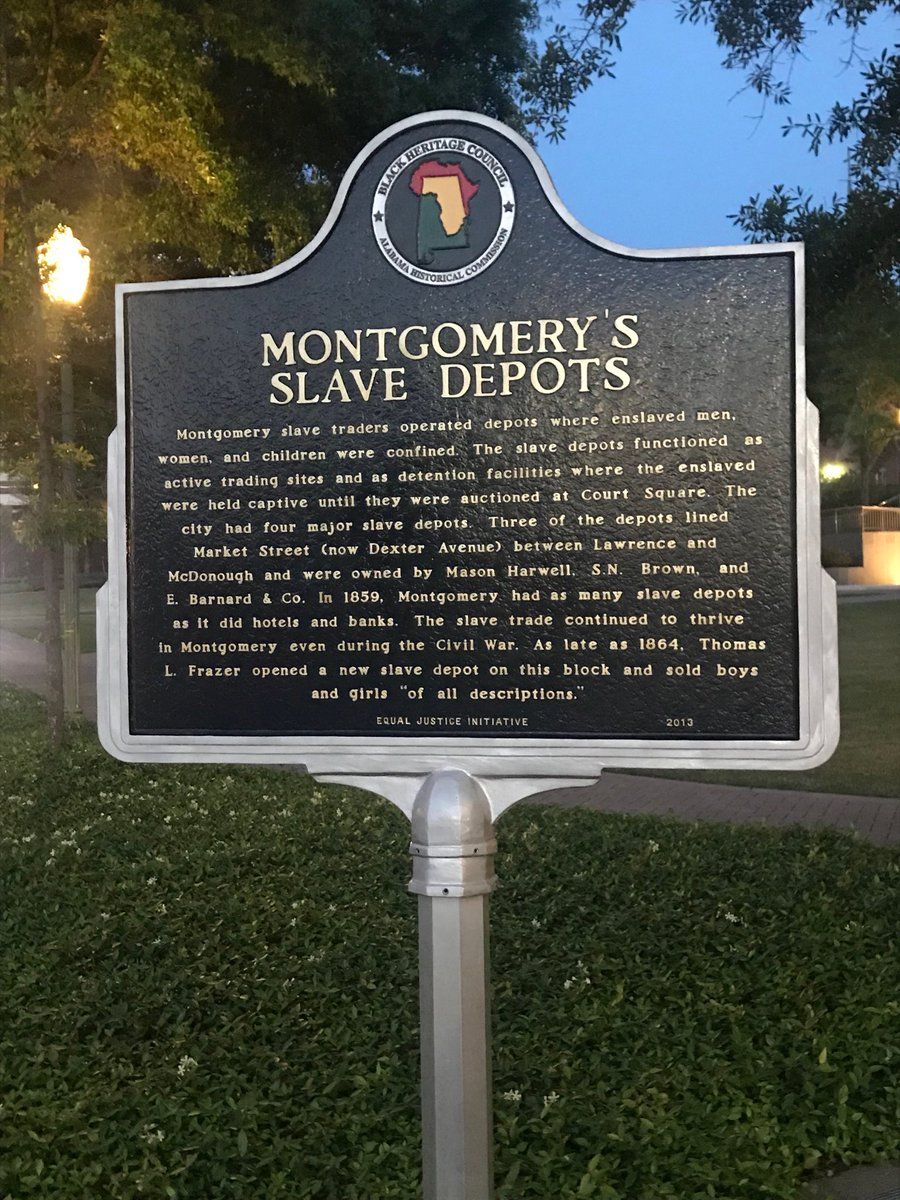 BLACK HERITAGE COUNCIL
ALABAMA HISTORICAL COMMISSION
MONTGOMERY'S
SLAVE DEPOTS
Montgomery slave traders operated depots where enslaved men,
women, and children were confined. The slave depots functioned as
active trading sites and as detention facilities where the enslaved
were held captive until they were auctioned at Court Square. The
city had four major slave depots. Three of the depots lined
Market Street (now Dexter Avenue) between Lawrence and
McDonough and were owned by Mason Harwell, S.N. Brown, and
E. Barnard & Co. In 1859, Montgomery had as many slave depots
as it did hotels and banks. The slave trade continued to thrive
in Montgomery even during the Civil War. As late as 1864, Thomas
L. Frazer opened a new slave depot on this block and sold boys
and girls "of all descriptions."
EQUAL JUSTICE INITIATIVE 2013